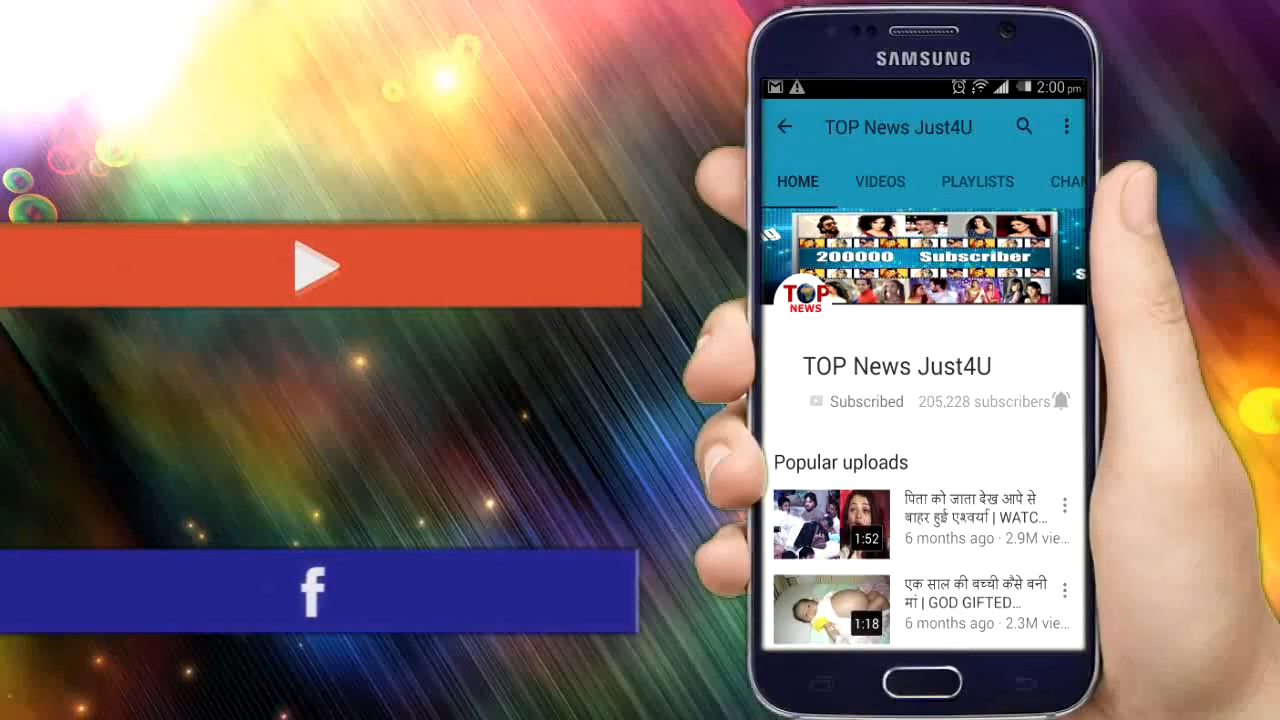 SAMSUNG
2:00 pm
TOP News Just4U
HOME VIDEOS PLAYLISTS CHAN
200000 Subscriber
TOP
NEWS
TOP News Just4U
Subscribed 205,228 subscribers
Popular uploads
पिता को जाता देख आपे से
बाहर हुई एश्वर्या | WATC...
6 months ago · 2.9M vie...
1:52
एक साल की बच्ची कैसे बनी
मां | GOD GIFTED...
6 months ago · 2.3M vie...
1:18
f